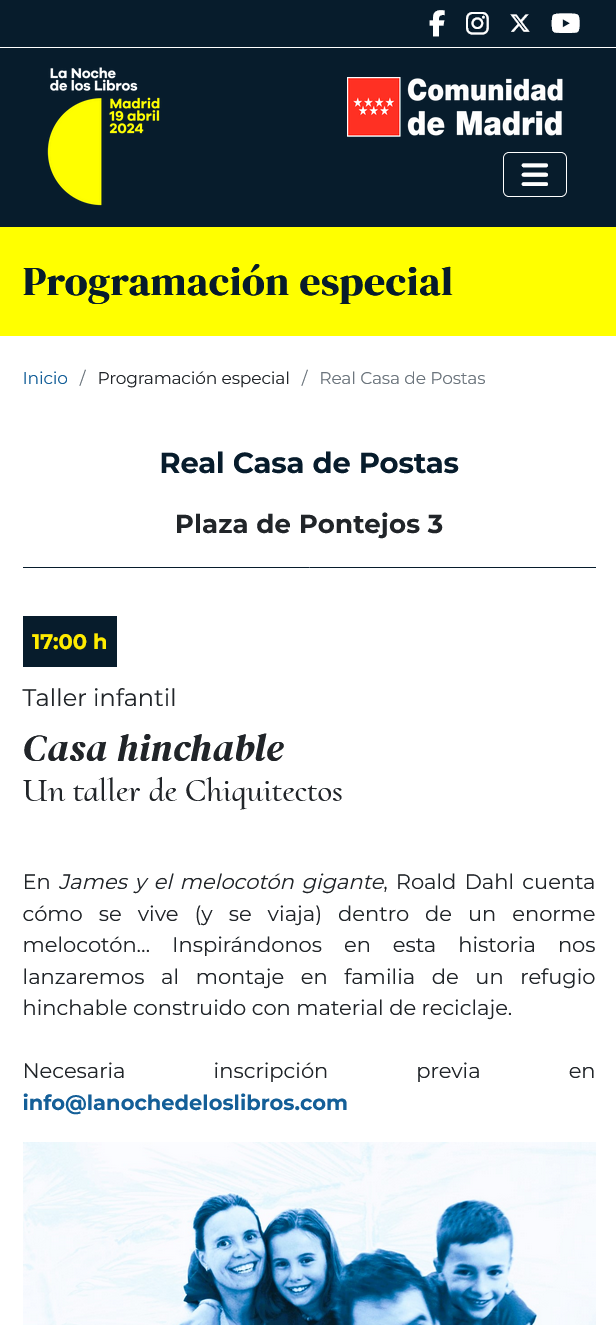 La Noche
de los Libros
Madrid
19 abril
2024
Comunidad
de Madrid
Programación especial
Inicio / Programación especial / Real Casa de Postas
Real Casa de Postas
Plaza de Pontejos 3
17:00 h
Taller infantil
Casa hinchable
Un taller de Chiquitectos
En James y el melocotón gigante, Roald Dahl cuenta
cómo se vive (y se viaja) dentro de un enorme
melocotón... Inspirándonos en esta historia nos
lanzaremos al montaje en familia de un refugio
hinchable construido con material de reciclaje.
Necesaria inscripción previa en
info@lanochedeloslibros.com